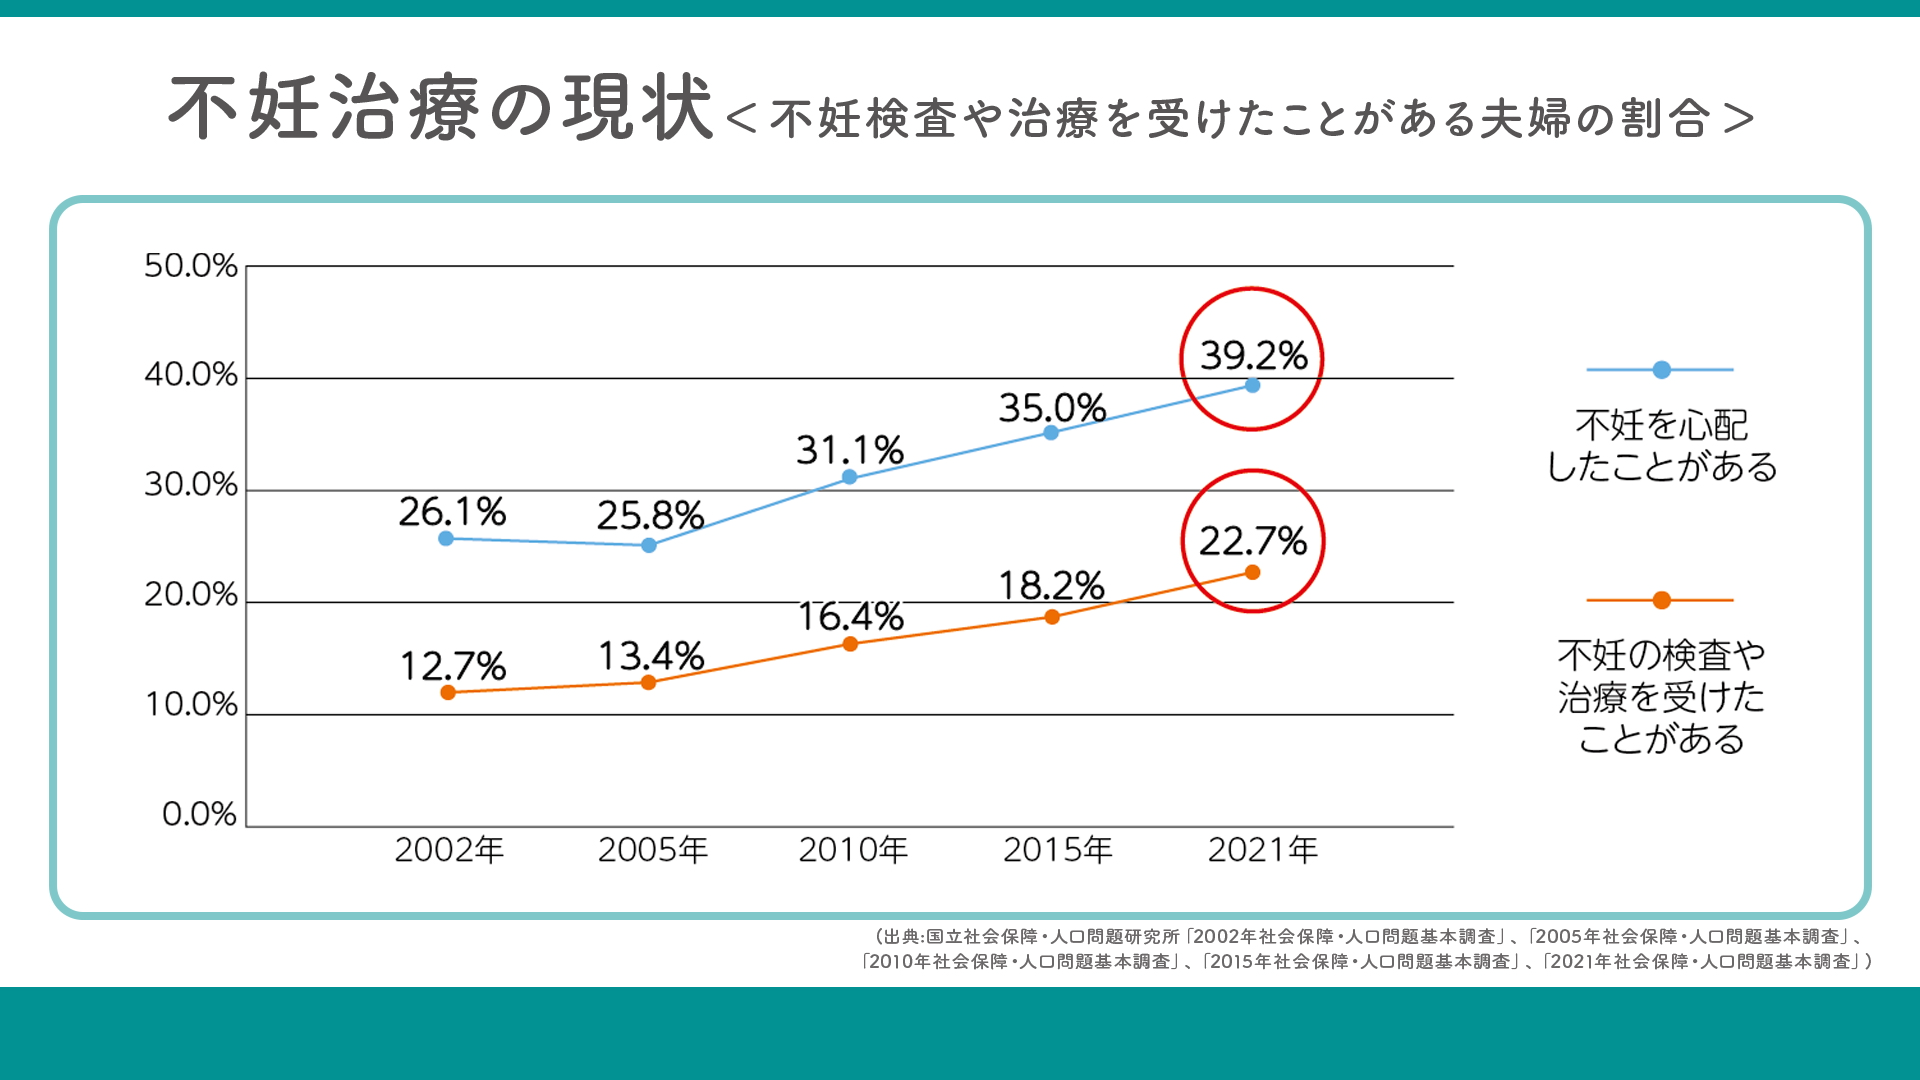 不妊治療の現状＜不妊検査や治療を受けたことがある夫婦の割合＞
50.0%
40.0%
30.0%
20.0%
10.0%
0.0%
26.1%
25.8%
31.1%
35.0%
39.2%
12.7%
13.4%
16.4%
18.2%
22.7%
2002年
2005年
2010年
2015年
2021年
不妊を心配
したことがある
不妊の検査や
治療を受けた
ことがある
（出典:国立社会保障・人口問題研究所「2002年社会保障・人口問題基本調査」、「2005年社会保障・人口問題基本調査」、
「2010年社会保障・人口問題基本調査」、「2015年社会保障・人口問題基本調査」、「2021年社会保障・人口問題基本調査」）